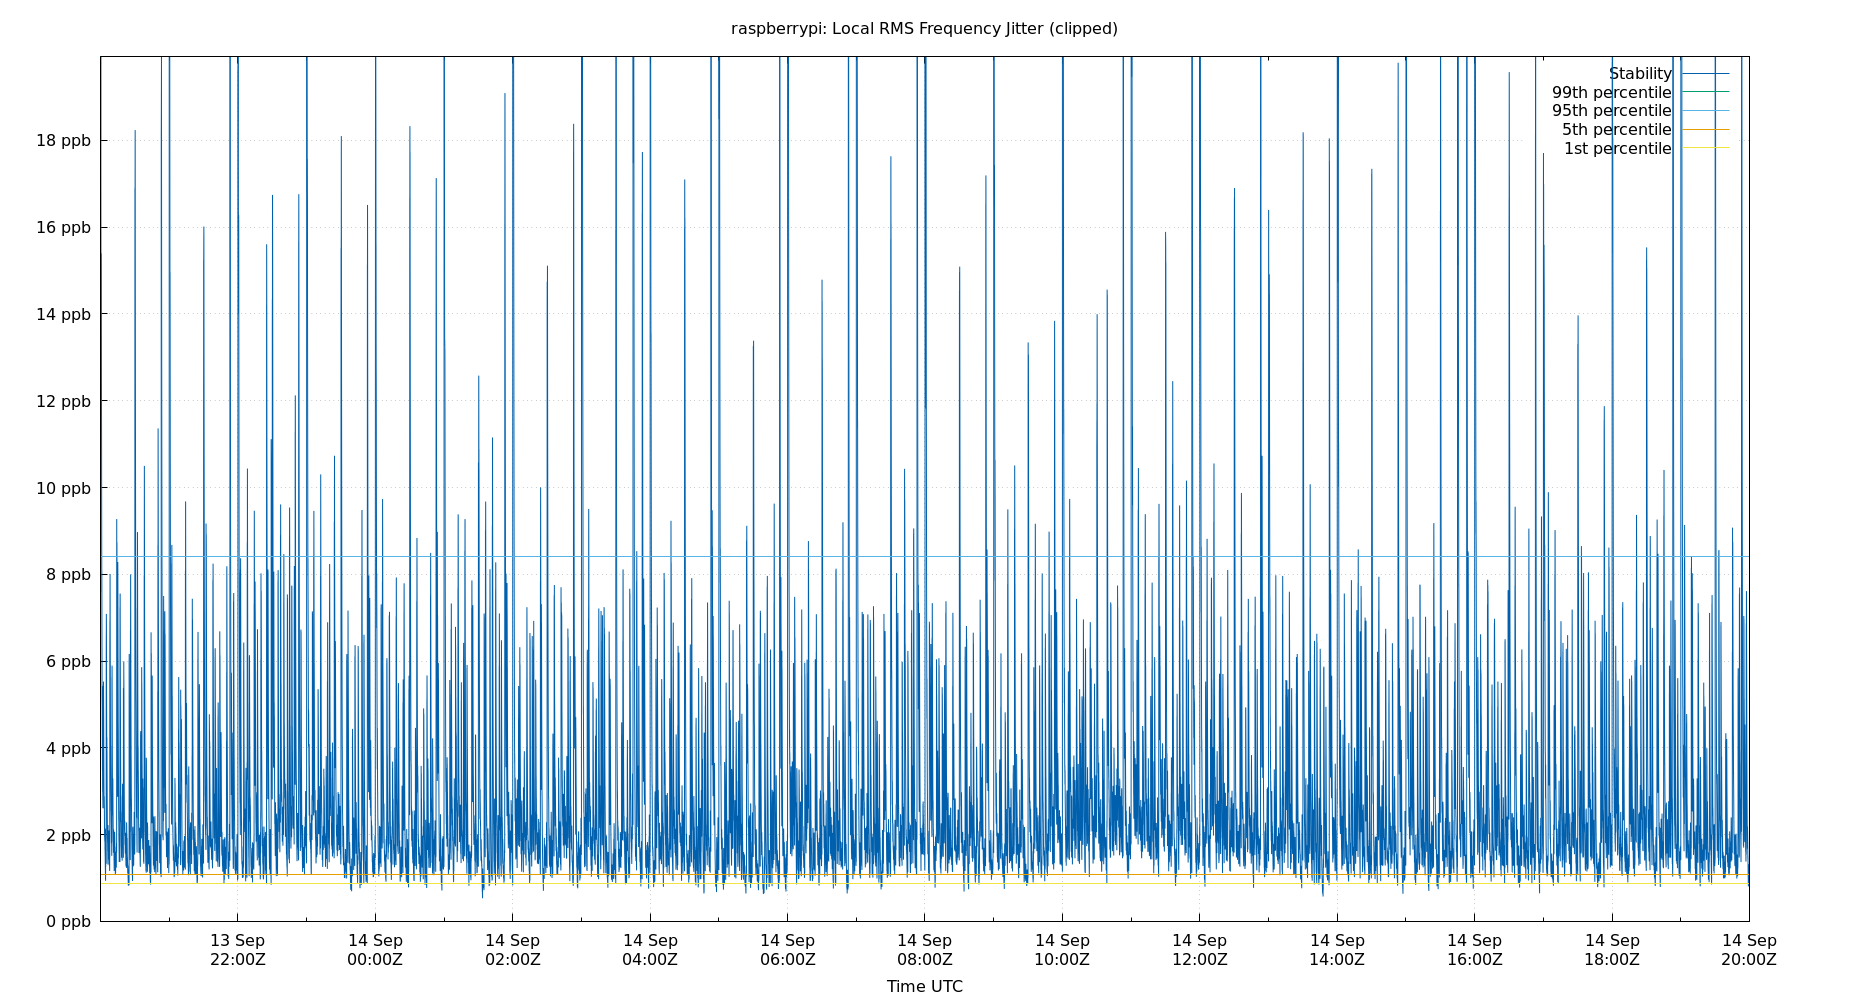 raspberrypi: Local RMS Frequency Jitter (clipped)
Stability
99th percentile
95th percentile
5th percentile
1st percentile
18 ppb
16 ppb
14 ppb
12 ppb
10 ppb
8 ppb
6 ppb
4 ppb
2 ppb
0 ppb
13 Sep 14 Sep 14 Sep 14 Sep 14 Sep 14 Sep 14 Sep 14 Sep 14 Sep 14 Sep 14 Sep 14 Sep
22:00Z 00:00Z 02:00Z 04:00Z 06:00Z 08:00Z 10:00Z 12:00Z 14:00Z 16:00Z 18:00Z 20:00Z
Time UTC